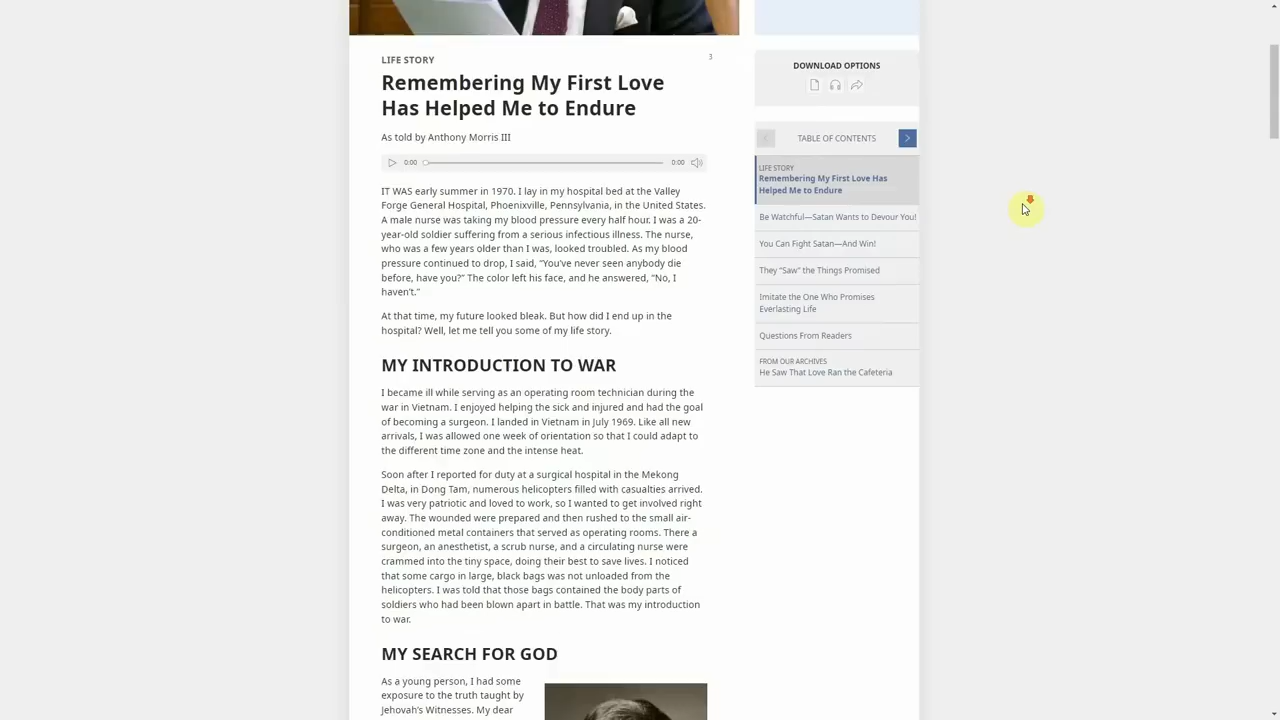 LIFE STORY
3
Remembering My First Love
Has Helped Me to Endure
As told by Anthony Morris III
0:00
0:00
IT WAS early summer in 1970. I lay in my hospital bed at the Valley
Forge General Hospital, Phoenixville, Pennsylvania, in the United States.
A male nurse was taking my blood pressure every half hour. I was a 20-
year-old soldier suffering from a serious infectious illness. The nurse,
who was a few years older than I was, looked troubled. As my blood
pressure continued to drop, I said, “You’ve never seen anybody die
before, have you?” The color left his face, and he answered, “No, I
haven’t.”
At that time, my future looked bleak. But how did I end up in the
hospital? Well, let me tell you some of my life story.
MY INTRODUCTION TO WAR
I became ill while serving as an operating room technician during the
war in Vietnam. I enjoyed helping the sick and injured and had the goal
of becoming a surgeon. I landed in Vietnam in July 1969. Like all new
arrivals, I was allowed one week of orientation so that I could adapt to
the different time zone and the intense heat.
Soon after I reported for duty at a surgical hospital in the Mekong
Delta, in Dong Tam, numerous helicopters filled with casualties arrived.
I was very patriotic and loved to work, so I wanted to get involved right
away. The wounded were prepared and then rushed to the small air-
conditioned metal containers that served as operating rooms. There a
surgeon, an anesthetist, a scrub nurse, and a circulating nurse were
crammed into the tiny space, doing their best to save lives. I noticed
that some cargo in large, black bags was not unloaded from the
helicopters. I was told that those bags contained the body parts of
soldiers who had been blown apart in battle. That was my introduction
to war.
MY SEARCH FOR GOD
As a young person, I had some
exposure to the truth taught by
Jehovah’s Witnesses. My dear
DOWNLOAD OPTIONS
TABLE OF CONTENTS
LIFE STORY
Remembering My First Love Has
Helped Me to Endure
Be Watchful—Satan Wants to Devour You!
You Can Fight Satan—And Win!
They “Saw” the Things Promised
Imitate the One Who Promises
Everlasting Life
Questions From Readers
FROM OUR ARCHIVES
He Saw That Love Ran the Cafeteria